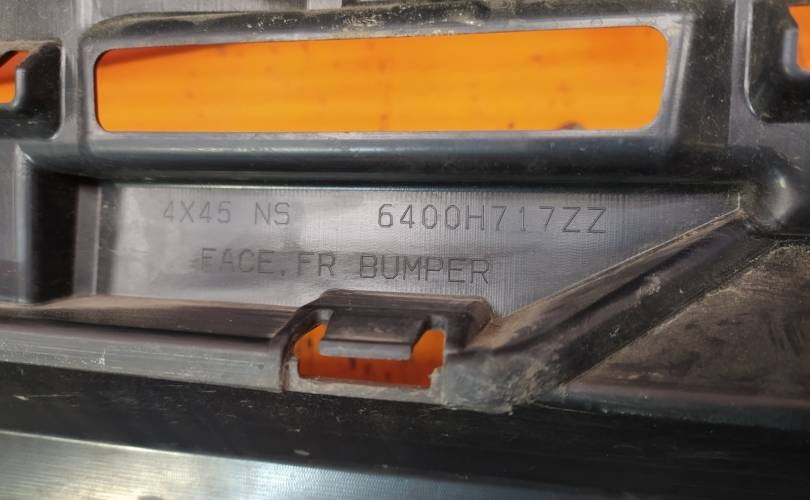 4X45 NS 6400H717ZZ
FACE, FR BUMPER